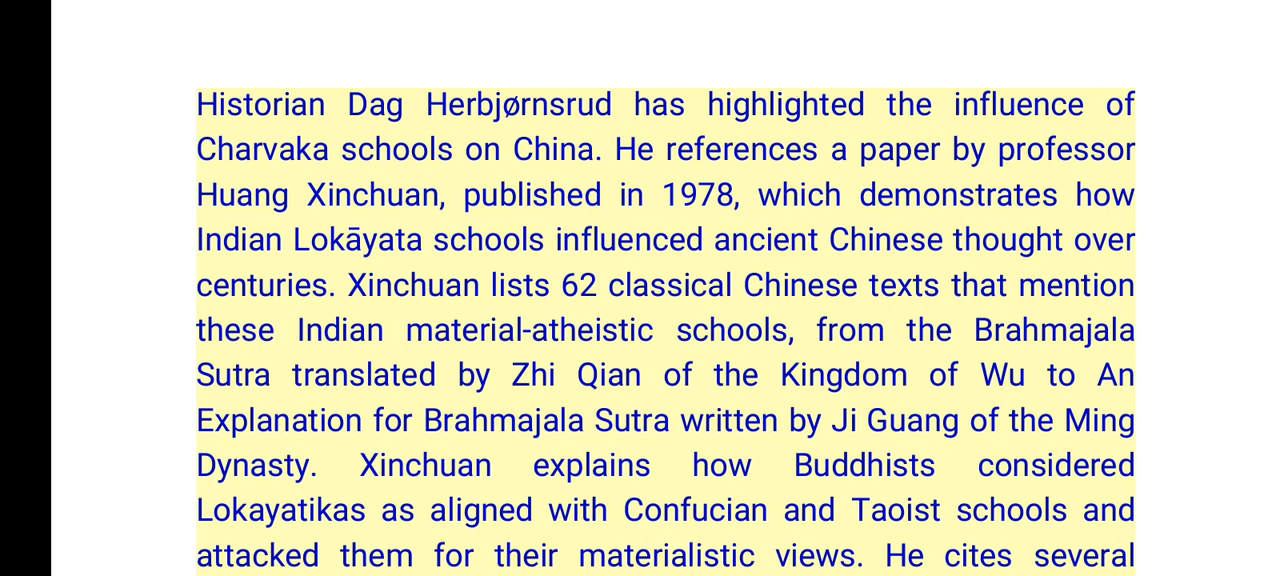 Historian Dag Herbjørnsrud has highlighted the influence of
Charvaka schools on China. He references a paper by professor
Huang Xinchuan, published in 1978, which demonstrates how
Indian Lokāyata schools influenced ancient Chinese thought over
centuries. Xinchuan lists 62 classical Chinese texts that mention
these Indian material-atheistic schools, from the Brahmajala
Sutra translated by Zhi Qian of the Kingdom of Wu to An
Explanation for Brahmajala Sutra written by Ji Guang of the Ming
Dynasty. Xinchuan explains how Buddhists considered
Lokayatikas as aligned with Confucian and Taoist schools and
attacked them for their materialistic views. He cites several